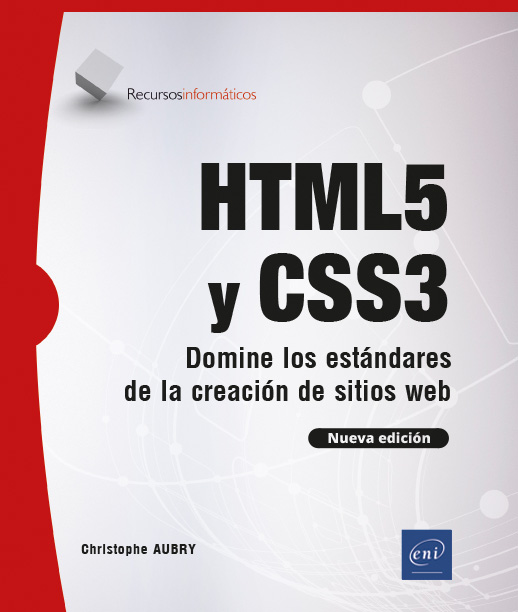 Recursosinformáticos
HTML5
y CSS3
Domine los estándares
de la creación de sitios web
Nueva edición
Christophe AUBRY
eni